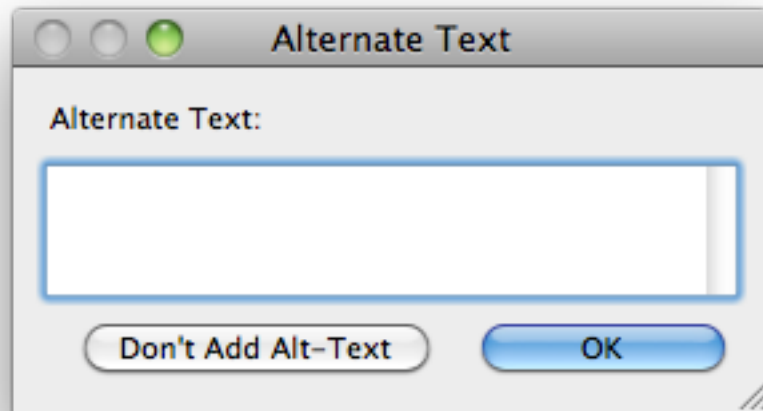 Alternate Text
Alternate Text:
Don't Add Alt-Text
OK